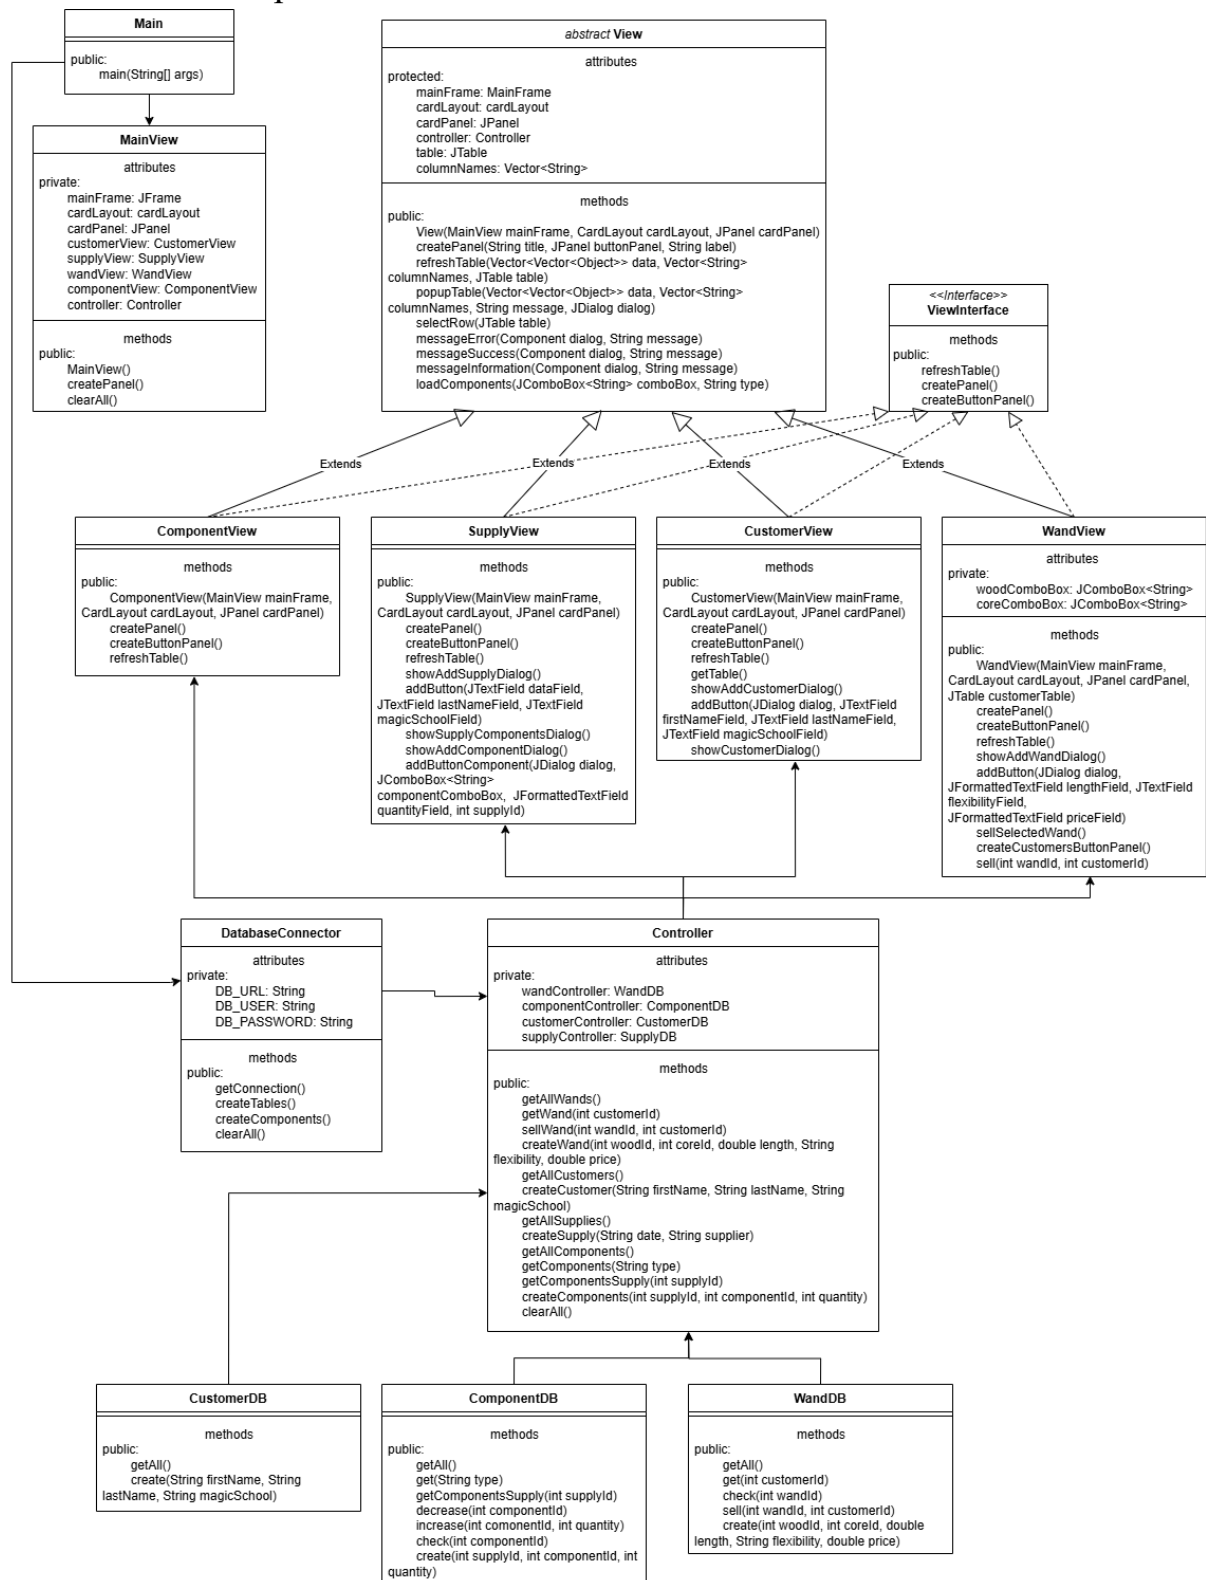 Main
public:
main(String[] args)
abstract View
attributes
protected:
mainFrame: MainFrame
cardLayout: cardLayout
cardPanel: JPanel
controller: Controller
table: JTable
columnNames: Vector<String>
methods
public:
View(MainView mainFrame, CardLayout cardLayout, JPanel cardPanel)
createPanel(String title, JPanel buttonPanel, String label)
refreshTable(Vector<Vector<Object>> data, Vector<String>
columnNames, JTable table)
popupTable(Vector<Vector<Object>> data, Vector<String>
columnNames, String message, JDialog dialog)
selectRow(JTable table)
messageError(Component dialog, String message)
messageSuccess(Component dialog, String message)
messageInformation(Component dialog, String message)
loadComponents(JComboBox<String> comboBox, String type)
MainView
attributes
private:
mainFrame: JFrame
cardLayout: cardLayout
cardPanel: JPanel
customerView: CustomerView
supplyView: SupplyView
wandView: WandView
componentView: ComponentView
controller: Controller
methods
public:
MainView()
createPanel()
clearAll()
<<Interface>>
ViewInterface
methods
public:
refreshTable()
createPanel()
createButtonPanel()
Extends
Extends
Extends
Extends
ComponentView
methods
public:
ComponentView(MainView mainFrame,
CardLayout cardLayout, JPanel cardPanel)
createPanel()
createButtonPanel()
refreshTable()
SupplyView
methods
public:
SupplyView(MainView mainFrame,
CardLayout cardLayout, JPanel cardPanel)
createPanel()
createButtonPanel()
refreshTable()
showAddSupplyDialog()
addButton(JTextField dataField,
JTextField lastNameField, JTextField
magicSchoolField)
showSupplyComponentsDialog()
showAddComponentDialog()
addButtonComponent(JDialog dialog,
JComboBox<String>
componentComboBox, JFormattedTextField
quantityField, int supplyId)
CustomerView
methods
public:
CustomerView(MainView mainFrame,
CardLayout cardLayout, JPanel cardPanel)
createPanel()
createButtonPanel()
refreshTable()
getTable()
showAddCustomerDialog()
addButton(JDialog dialog, JTextField
firstNameField, JTextField lastNameField,
JTextField magicSchoolField)
showCustomerDialog()
WandView
attributes
private:
woodComboBox: JComboBox<String>
coreComboBox: JComboBox<String>
methods
public:
WandView(MainView mainFrame,
CardLayout cardLayout, JPanel cardPanel,
JTable customerTable)
createPanel()
createButtonPanel()
refreshTable()
showAddWandDialog()
addButton(JDialog dialog,
JFormattedTextField lengthField, JTextField
flexibilityField,
JFormattedTextField priceField)
sellSelectedWand()
createCustomersButtonPanel()
sell(int wandId, int customerId)
DatabaseConnector
attributes
private:
DB_URL: String
DB_USER: String
DB_PASSWORD: String
methods
public:
getConnection()
createTables()
createComponents()
clearAll()
Controller
attributes
private:
wandController: WandDB
componentController: ComponentDB
customerController: CustomerDB
supplyController: SupplyDB
methods
public:
getAllWands()
getWand(int customerId)
sellWand(int wandId, int customerId)
createWand(int woodId, int coreId, double length, String
flexibility, double price)
getAllCustomers()
createCustomer(String firstName, String lastName, String
magicSchool)
getAllSupplies()
createSupply(String date, String supplier)
getAllComponents()
getComponents(String type)
getComponentsSupply(int supplyId)
createComponents(int supplyId, int componentId, int quantity)
clearAll()
CustomerDB
methods
public:
getAll()
create(String firstName, String
lastName, String magicSchool)
ComponentDB
methods
public:
getAll()
get(String type)
getComponentsSupply(int supplyId)
decrease(int componentId)
increase(int comonentId, int quantity)
check(int componentId)
create(int supplyId, int componentId, int
quantity)
WandDB
methods
public:
getAll()
get(int customerId)
check(int wandId)
sell(int wandId, int customerId)
create(int woodId, int coreId, double
length, String flexibility, double price)